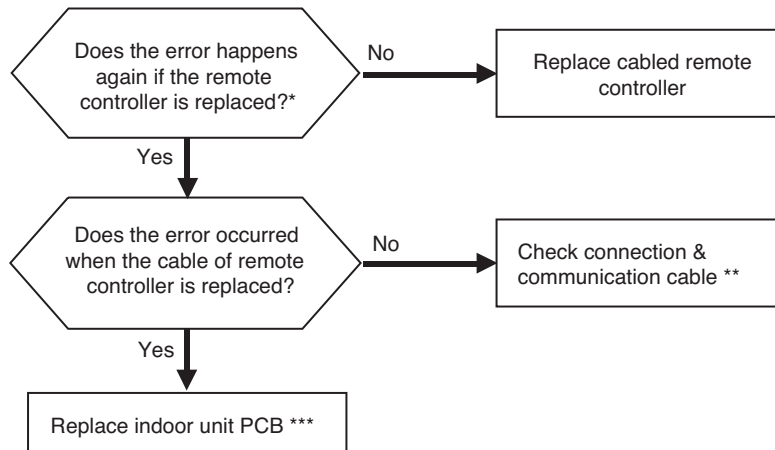 Does the error happens
again if the remote
controller is replaced?*
No
Replace cabled remote
controller
Yes
Does the error occurred
when the cable of remote
controller is replaced?
No
Check connection &
communication cable **
Yes
Replace indoor unit PCB ***